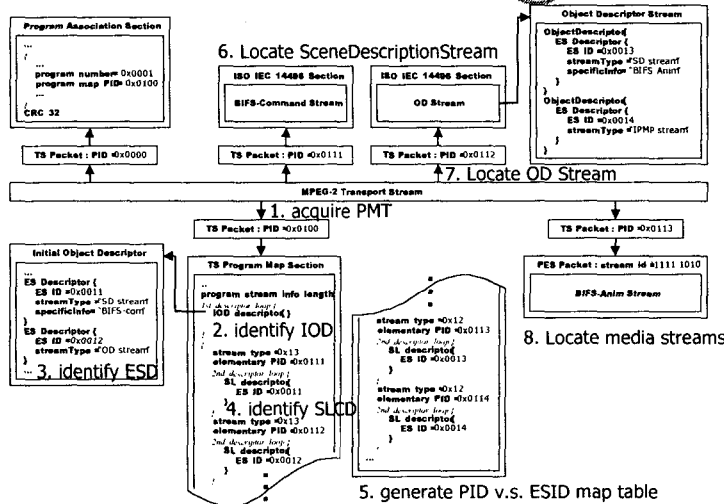 Program Association Section
...
{
...
program number= 0x0001
program map PID= 0x0100
...
}
CRC 32
TS Packet : PID =0x0000
6. Locate SceneDescriptionStream
ISO IEC 14496 Section
BIFS-Command Stream
TS Packet : PID =0x0111
ISO IEC 14496 Section
OD Stream
TS Packet : PID =0x0112
7. Locate OD Stream
Object Descriptor Stream
ObjectDescriptor{
ES Descriptor {
ES ID =0x0013
streamType ="SD stream"
specificInfo= "BIFS Anim"
}
}
ObjectDescriptor{
ES Descriptor {
ES ID =0x0014
streamType ="IPMP stream"
}
}
MPEG-2 Transport Stream
1. acquire PMT
TS Packet : PID =0x0100
TS Packet : PID =0x0113
Initial Object Descriptor
...
ES Descriptor {
ES ID =0x0011
streamType ="SD stream"
specificInfo= "BIFS-com"
}
ES Descriptor {
ES ID =0x0012
streamType ="OD stream"
}
...
3. identify ESD
TS Program Map Section
...
program stream info length
1st descriptor loop {
IOD descriptor{}
}
2. identify IOD
stream type =0x13
elementary PID =0x0111
2nd descriptor loop {
SL descriptor{
ES ID =0x0011
}
}
4. identify SLCD
stream type =0x13
elementary PID =0x0112
2nd descriptor loop {
SL descriptor{
ES ID =0x0012
}
stream type =0x12
elementary PID =0x0113
2nd descriptor loop {
SL descriptor{
ES ID =0x0013
}
}
stream type =0x12
elementary PID =0x0114
2nd descriptor loop {
SL descriptor{
ES ID =0x0014
}
}
...
5. generate PID v.s. ESID map table
PES Packet : stream id =1111 1010
BIFS-Anim Stream
8. Locate media streams